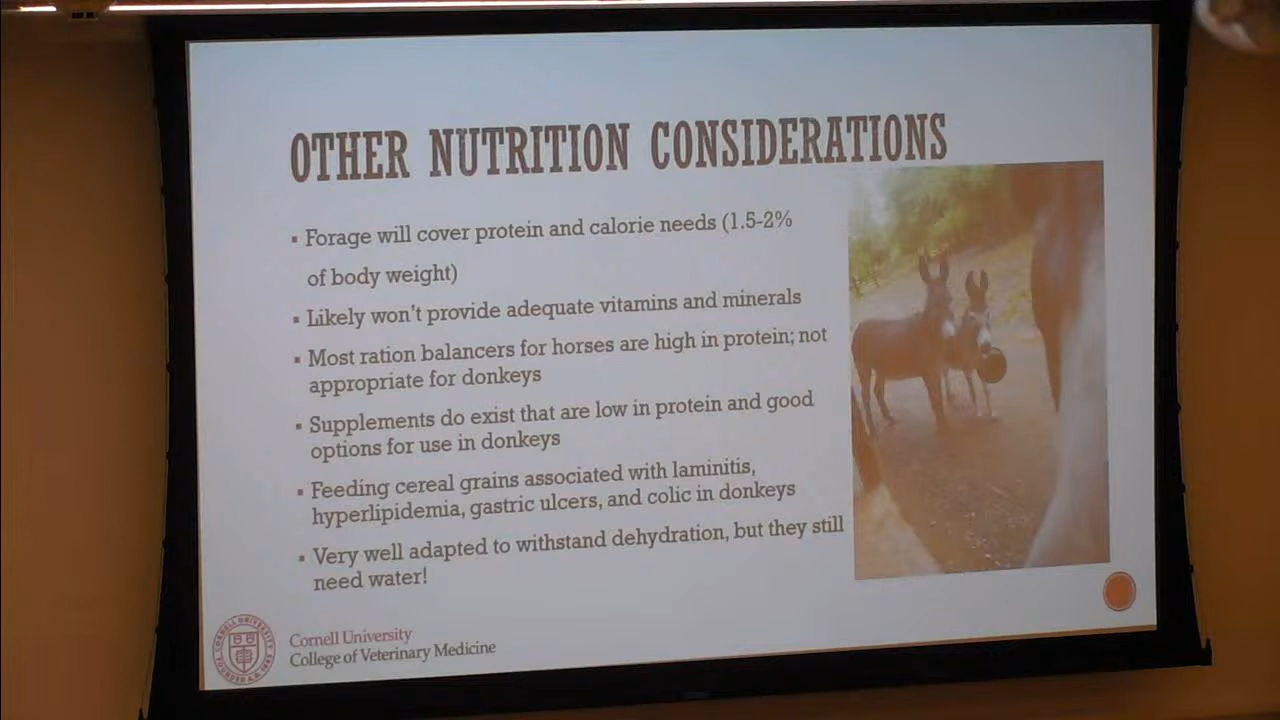 OTHER NUTRITION CONSIDERATIONS
▪ Forage will cover protein and calorie needs (1.5-2%
of body weight)
▪ Likely won't provide adequate vitamins and minerals
▪ Most ration balancers for horses are high in protein; not
appropriate for donkeys
▪ Supplements do exist that are low in protein and good
options for use in donkeys
▪ Feeding cereal grains associated with laminitis,
hyperlipidemia, gastric ulcers, and colic in donkeys
▪ Very well adapted to withstand dehydration, but they still
need water!
CORNELL UNIVERSITY
FOUNDED A.D. 1865
Cornell University
College of Veterinary Medicine